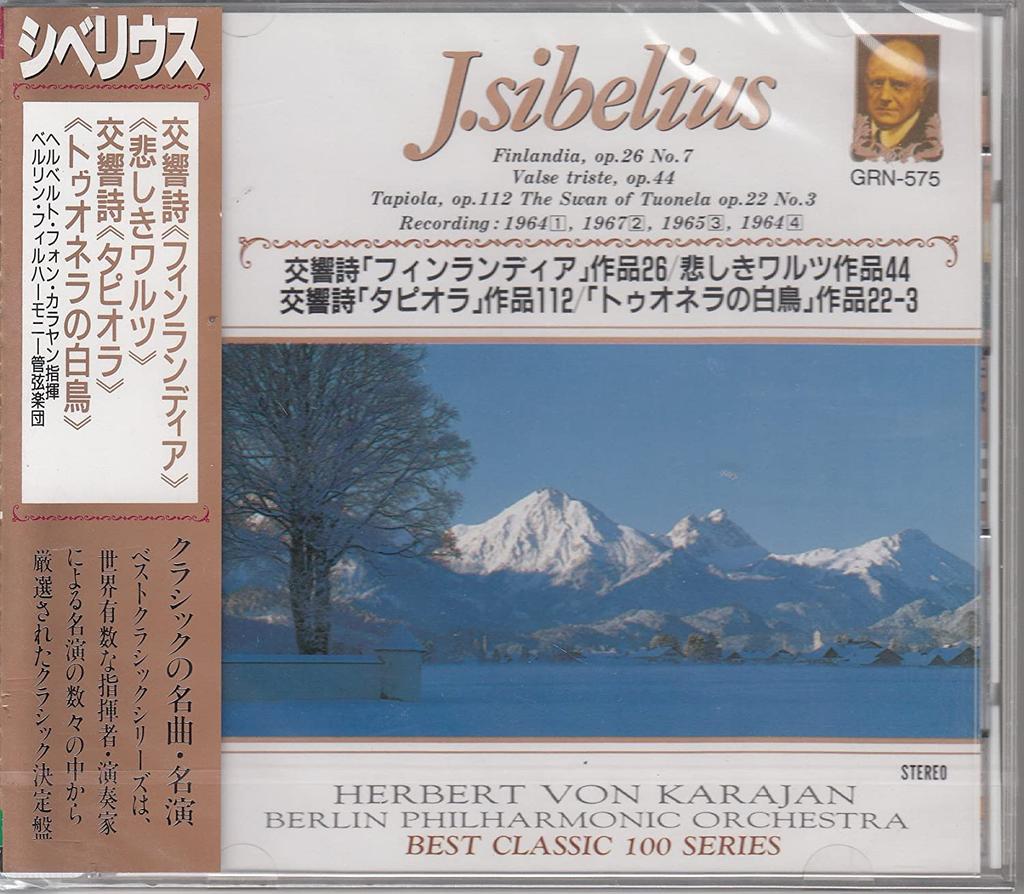 シベリウス
交響詩《フィンランディア》
《悲しきワルツ》
交響詩《タピオラ》
《トゥオネラの白鳥》
ヘルベルト・フォン・カラヤン指揮
ベルリン・フィルハーモニー管弦楽団
クラシックの名曲・名演
ベストクラシックシリーズは、
世界有数な指揮者・演奏家
による名演の数々の中から
厳選されたクラシック決定盤
J.sibelius
Finlandia, op.26 No.7
Valse triste, op.44
Tapiola, op.112 The Swan of Tuonela op.22 No.3
Recording : 1964[1], 1967[2], 1965[3], 1964[4]
GRN-575
交響詩「フィンランディア」作品26/悲しきワルツ作品44
交響詩「タピオラ」作品112/「トゥオネラの白鳥」作品22-3
STEREO
HERBERT VON KARAJAN
BERLIN PHILHARMONIC ORCHESTRA
BEST CLASSIC 100 SERIES